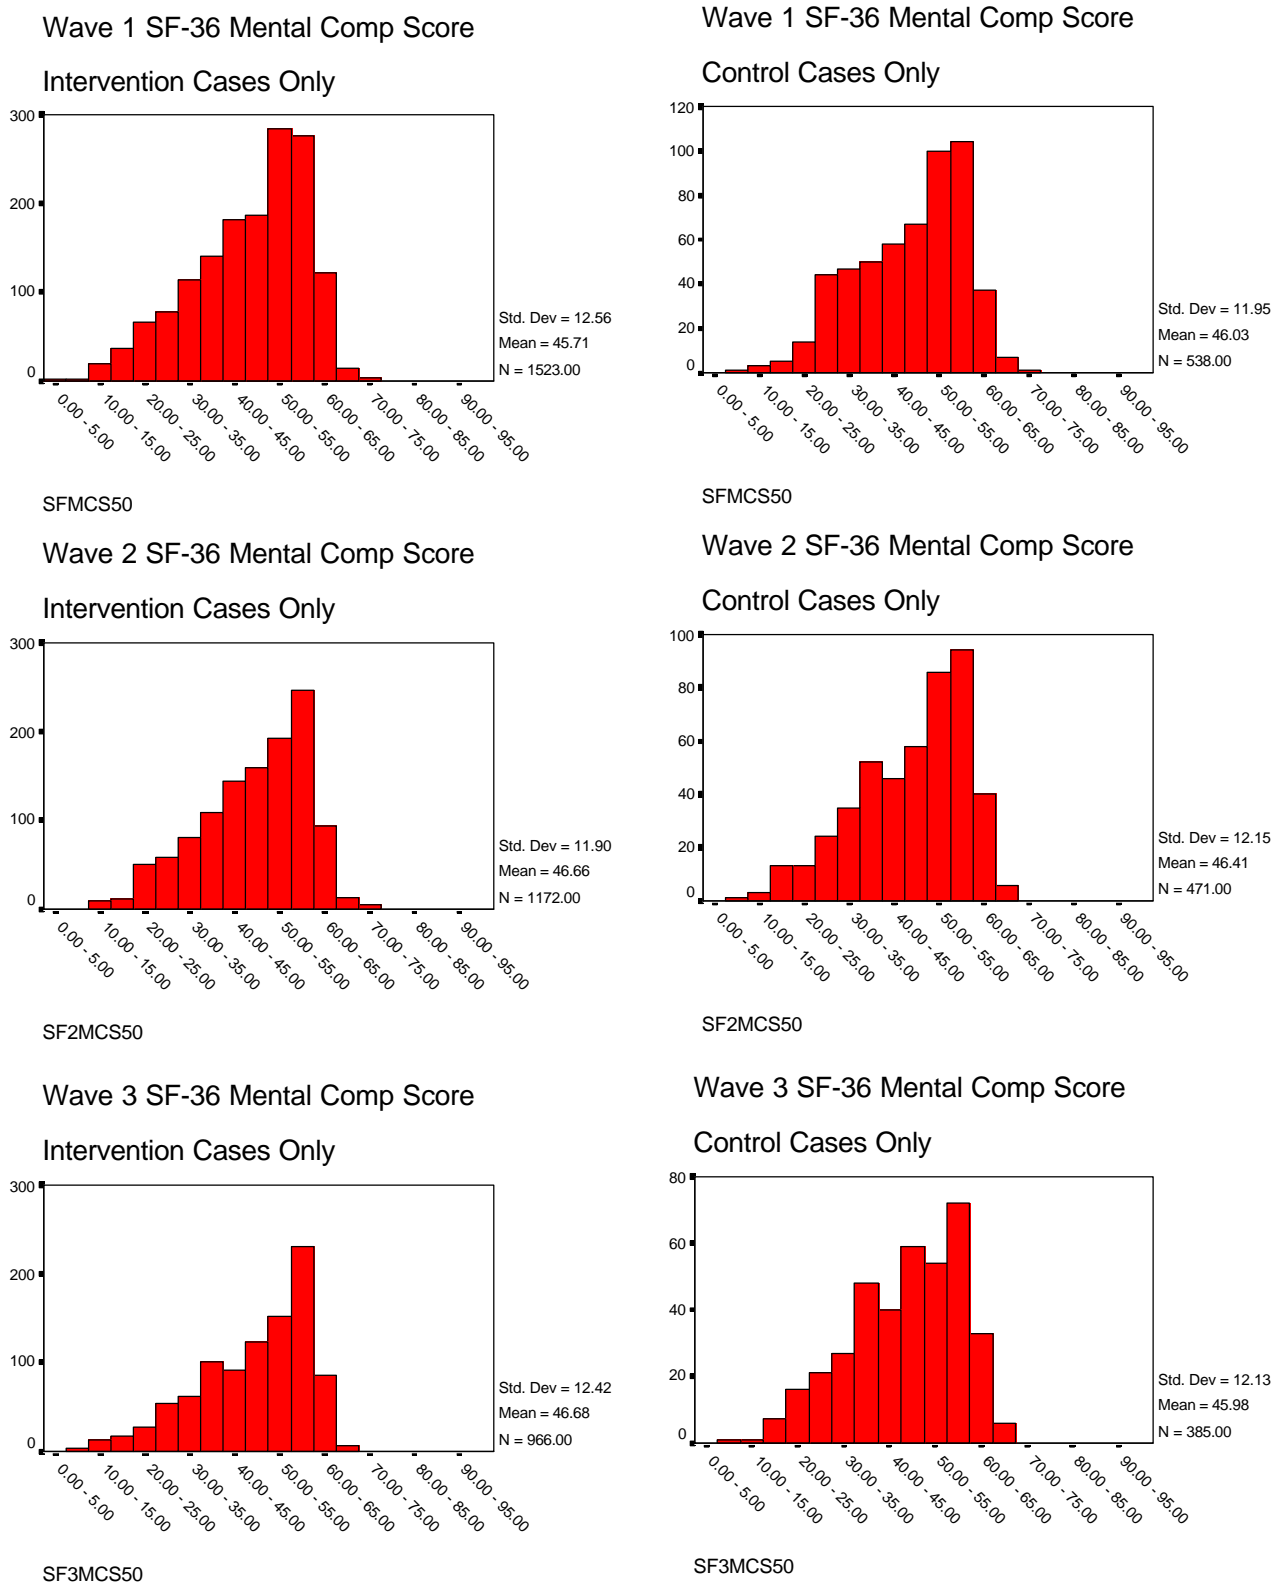 Wave 1 SF-36 Mental Comp Score
Intervention Cases Only
300
200
100
0
Std. Dev = 12.56
Mean = 45.71
N = 1523.00
0.00 - 5.00
10.00 - 15.00
20.00 - 25.00
30.00 - 35.00
40.00 - 45.00
50.00 - 55.00
60.00 - 65.00
70.00 - 75.00
80.00 - 85.00
90.00 - 95.00
SFMCS50
Wave 1 SF-36 Mental Comp Score
Control Cases Only
120
100
80
60
40
20
0
Std. Dev = 11.95
Mean = 46.03
N = 538.00
0.00 - 5.00
10.00 - 15.00
20.00 - 25.00
30.00 - 35.00
40.00 - 45.00
50.00 - 55.00
60.00 - 65.00
70.00 - 75.00
80.00 - 85.00
90.00 - 95.00
SFMCS50
Wave 2 SF-36 Mental Comp Score
Intervention Cases Only
300
200
100
0
Std. Dev = 11.90
Mean = 46.66
N = 1172.00
0.00 - 5.00
10.00 - 15.00
20.00 - 25.00
30.00 - 35.00
40.00 - 45.00
50.00 - 55.00
60.00 - 65.00
70.00 - 75.00
80.00 - 85.00
90.00 - 95.00
SF2MCS50
Wave 2 SF-36 Mental Comp Score
Control Cases Only
100
80
60
40
20
0
Std. Dev = 12.15
Mean = 46.41
N = 471.00
0.00 - 5.00
10.00 - 15.00
20.00 - 25.00
30.00 - 35.00
40.00 - 45.00
50.00 - 55.00
60.00 - 65.00
70.00 - 75.00
80.00 - 85.00
90.00 - 95.00
SF2MCS50
Wave 3 SF-36 Mental Comp Score
Intervention Cases Only
300
200
100
0
Std. Dev = 12.42
Mean = 46.68
N = 966.00
0.00 - 5.00
10.00 - 15.00
20.00 - 25.00
30.00 - 35.00
40.00 - 45.00
50.00 - 55.00
60.00 - 65.00
70.00 - 75.00
80.00 - 85.00
90.00 - 95.00
SF3MCS50
Wave 3 SF-36 Mental Comp Score
Control Cases Only
80
60
40
20
0
Std. Dev = 12.13
Mean = 45.98
N = 385.00
0.00 - 5.00
10.00 - 15.00
20.00 - 25.00
30.00 - 35.00
40.00 - 45.00
50.00 - 55.00
60.00 - 65.00
70.00 - 75.00
80.00 - 85.00
90.00 - 95.00
SF3MCS50